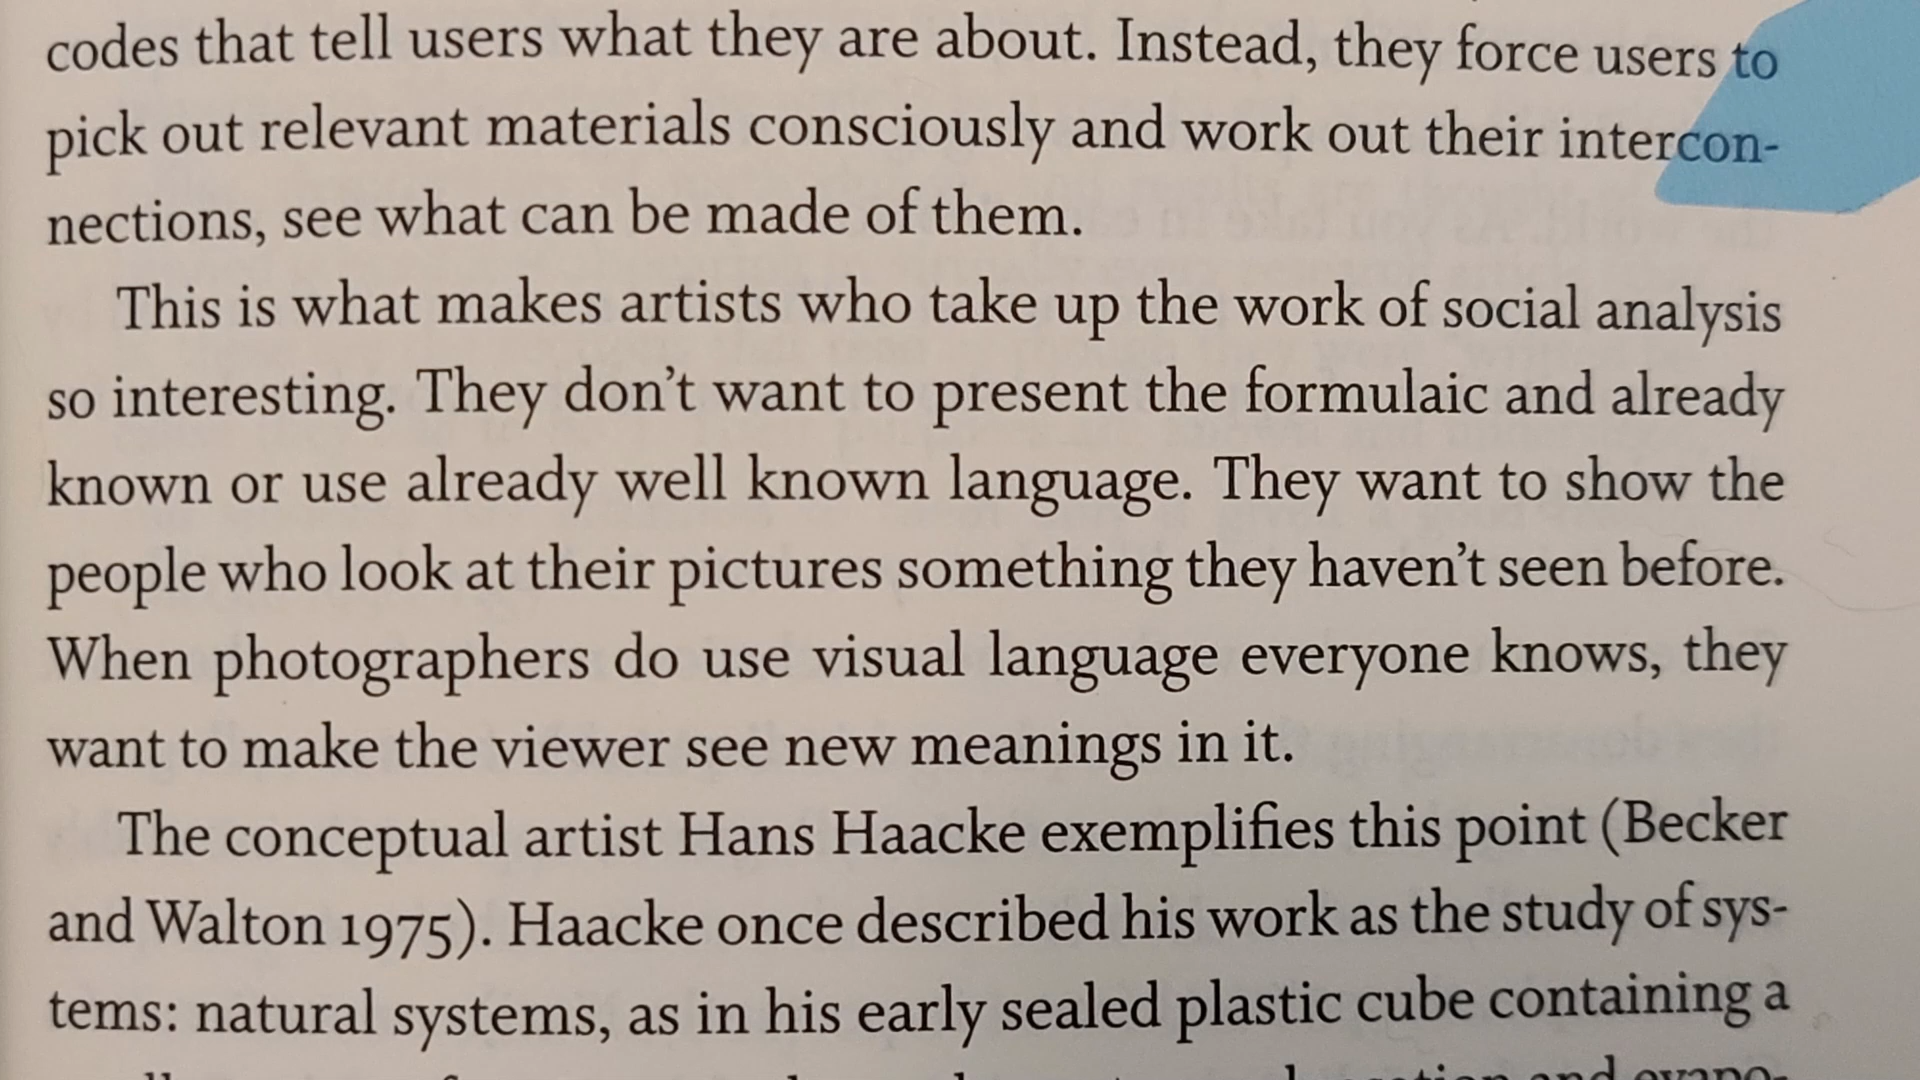 codes that tell users what they are about. Instead, they force users to
pick out relevant materials consciously and work out their intercon-
nections, see what can be made of them.
This is what makes artists who take up the work of social analysis
so interesting. They don't want to present the formulaic and already
known or use already well known language. They want to show the
people who look at their pictures something they haven't seen before.
When photographers do use visual language everyone knows, they
want to make the viewer see new meanings in it.
The conceptual artist Hans Haacke exemplifies this point (Becker
and Walton 1975). Haacke once described his work as the study of sys-
tems: natural systems, as in his early sealed plastic cube containing a
and evapo-